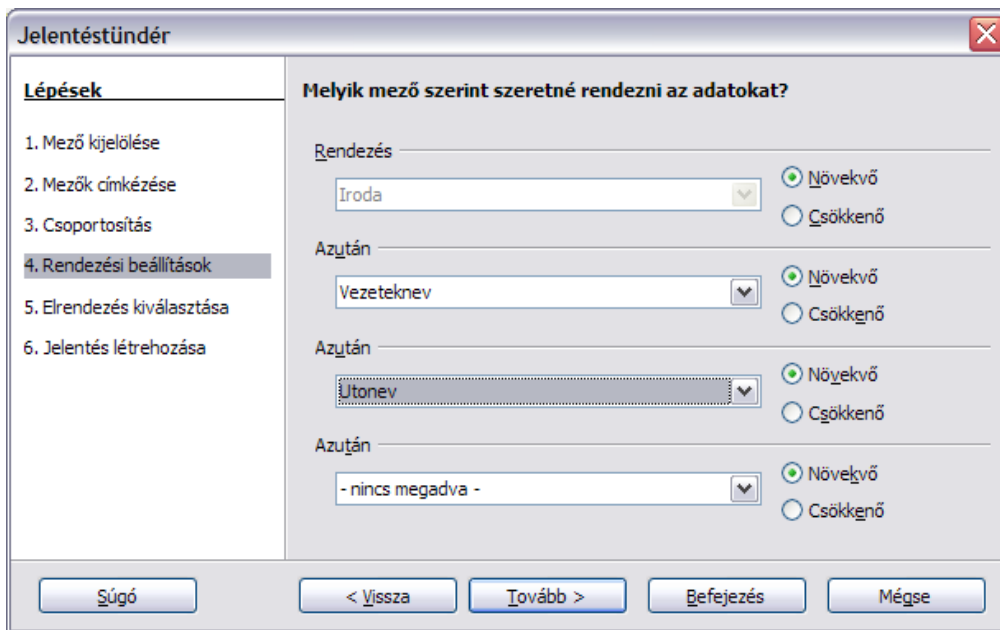 Jelentéstündér
Lépések
1. Mező kijelölése
2. Mezők címkézése
3. Csoportosítás
4. Rendezési beállítások
5. Elrendezés kiválasztása
6. Jelentés létrehozása
Melyik mező szerint szeretné rendezni az adatokat?
Rendezés
Iroda
Növekvő
Csökkenő
Azután
Vezeteknev
Növekvő
Csökkenő
Azután
Utonev
Növekvő
Csökkenő
Azután
- nincs megadva -
Növekvő
Csökkenő
Súgó
< Vissza
Tovább >
Befejezés
Mégse